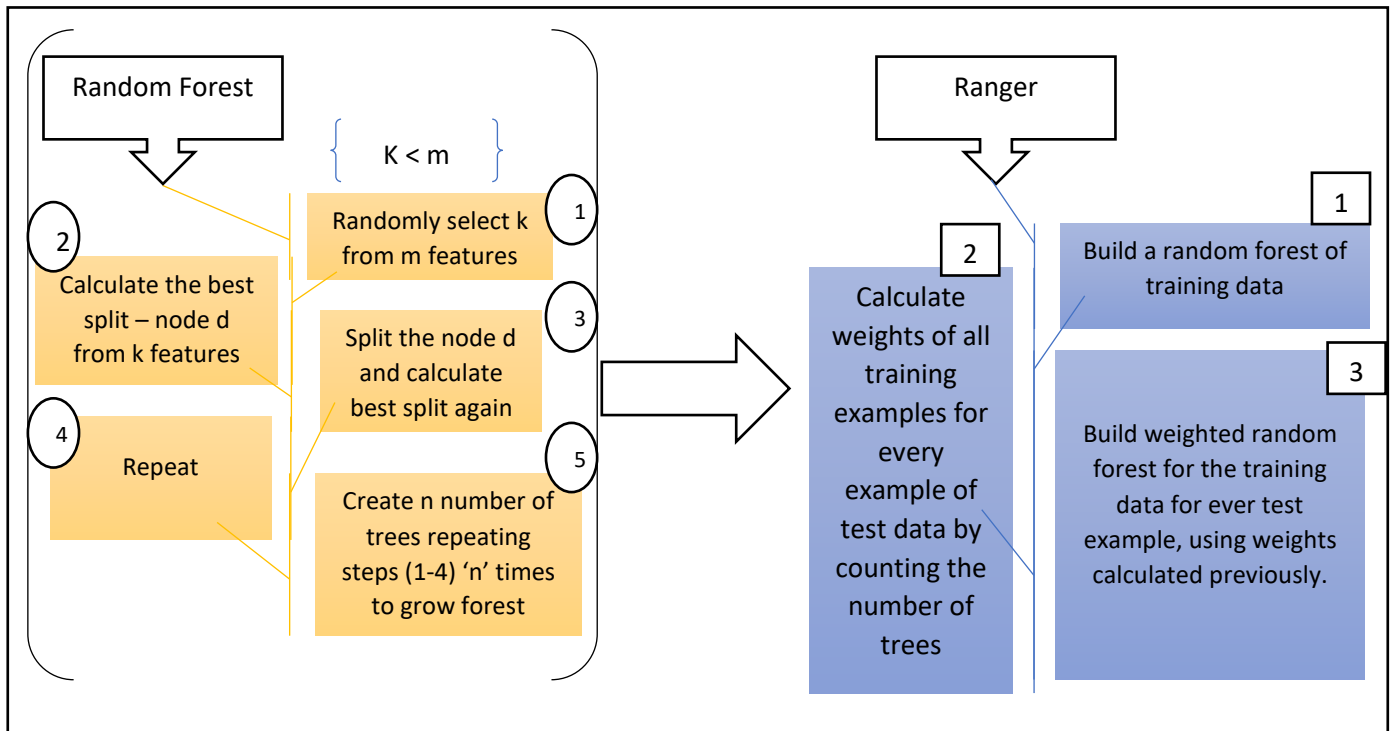 Random Forest
K < m
1
Randomly select k
from m features
2
Calculate the best
split – node d
from k features
3
Split the node d
and calculate
best split again
4
Repeat
5
Create n number of
trees repeating
steps (1-4) ‘n’ times
to grow forest
Ranger
1
Build a random forest of
training data
2
Calculate
weights of all
training
examples for
every
example of
test data by
counting the
number of
trees
3
Build weighted random
forest for the training
data for ever test
example, using weights
calculated previously.